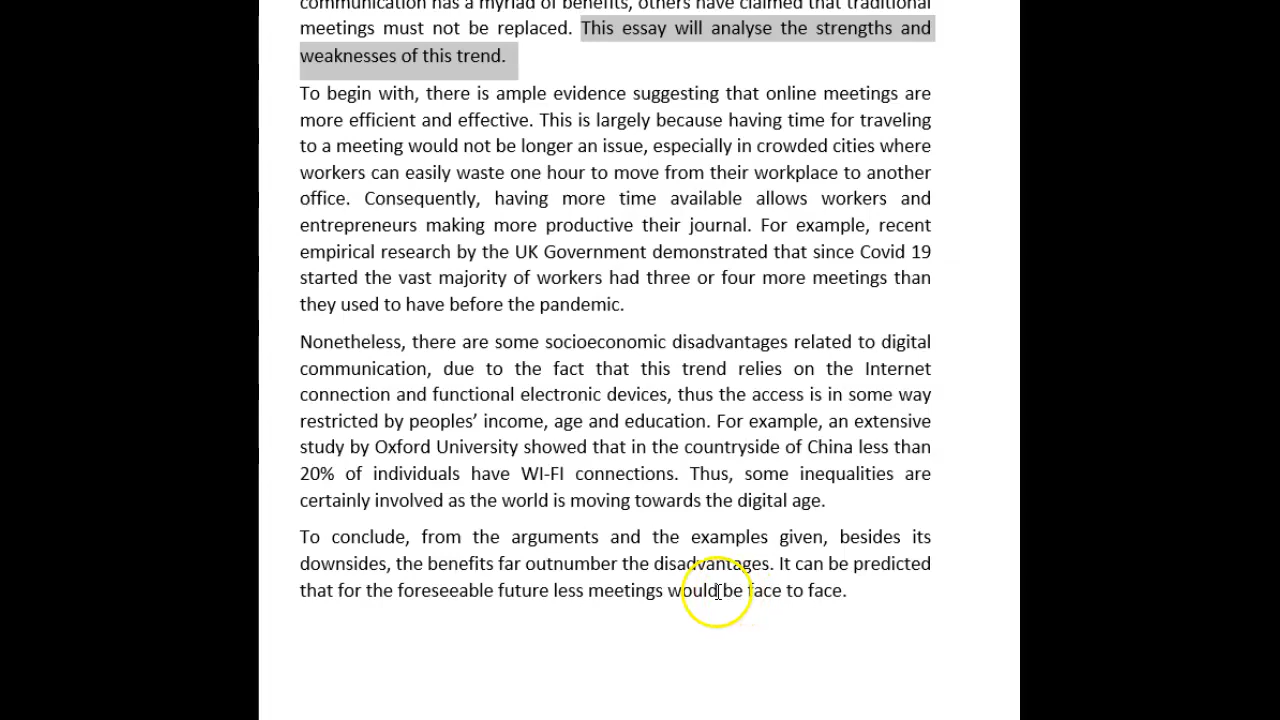 communication has a myriad of benefits, others have claimed that traditional
meetings must not be replaced. This essay will analyse the strengths and
weaknesses of this trend.
To begin with, there is ample evidence suggesting that online meetings are
more efficient and effective. This is largely because having time for traveling
to a meeting would not be longer an issue, especially in crowded cities where
workers can easily waste one hour to move from their workplace to another
office. Consequently, having more time available allows workers and
entrepreneurs making more productive their journal. For example, recent
empirical research by the UK Government demonstrated that since Covid 19
started the vast majority of workers had three or four more meetings than
they used to have before the pandemic.
Nonetheless, there are some socioeconomic disadvantages related to digital
communication, due to the fact that this trend relies on the Internet
connection and functional electronic devices, thus the access is in some way
restricted by peoples’ income, age and education. For example, an extensive
study by Oxford University showed that in the countryside of China less than
20% of individuals have WI-FI connections. Thus, some inequalities are
certainly involved as the world is moving towards the digital age.
To conclude, from the arguments and the examples given, besides its
downsides, the benefits far outnumber the disadvantages. It can be predicted
that for the foreseeable future less meetings would be face to face.